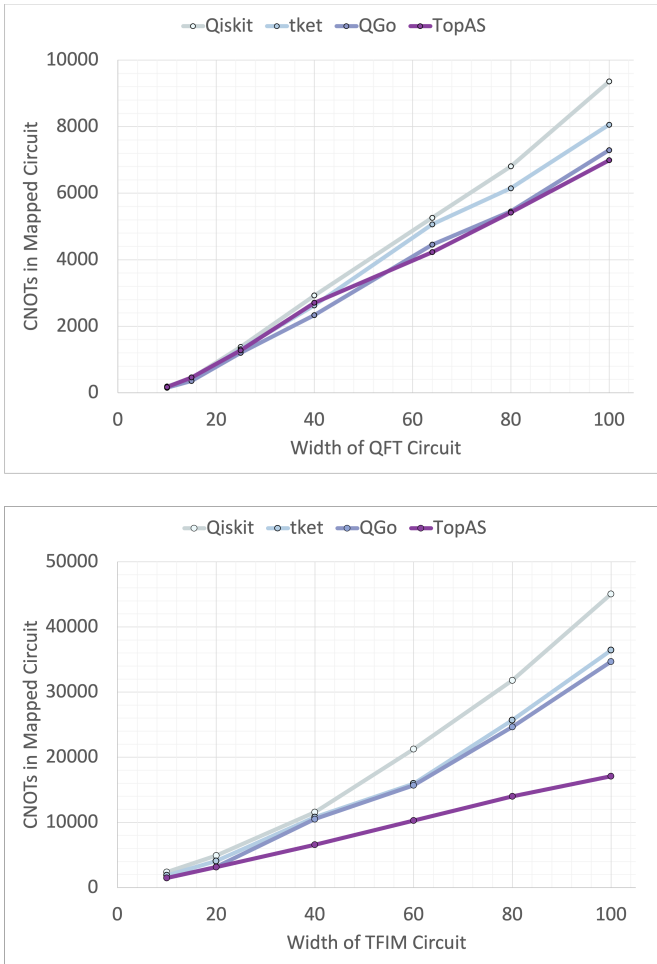 Qiskit tket QGo TopAS
10000
8000
6000
4000
2000
0
CNOTs in Mapped Circuit
0 20 40 60 80 100
Width of QFT Circuit
Qiskit tket QGo TopAS
50000
40000
30000
20000
10000
0
CNOTs in Mapped Circuit
0 20 40 60 80 100
Width of TFIM Circuit